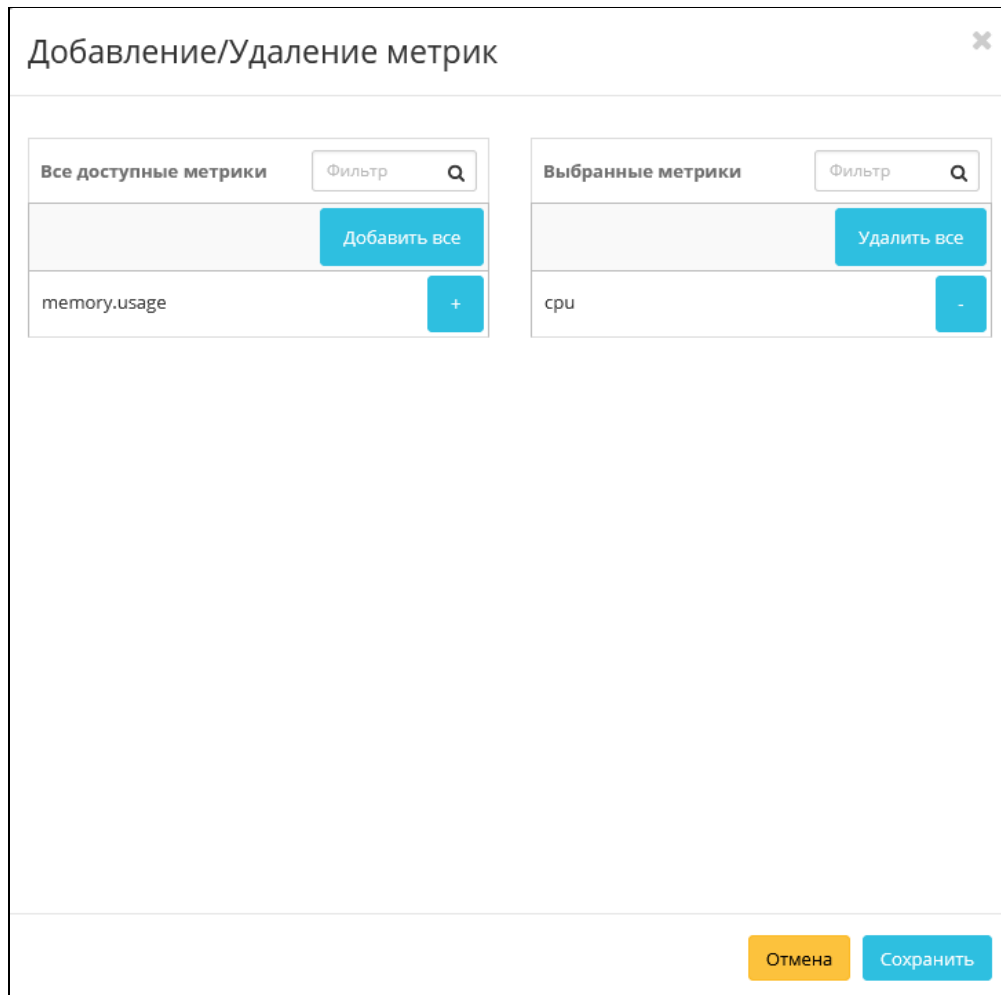 Добавление/Удаление метрик ×
Все доступные метрики Фильтр
Выбранные метрики Фильтр
Добавить все
Удалить все
memory.usage +
cpu -
Отмена Сохранить